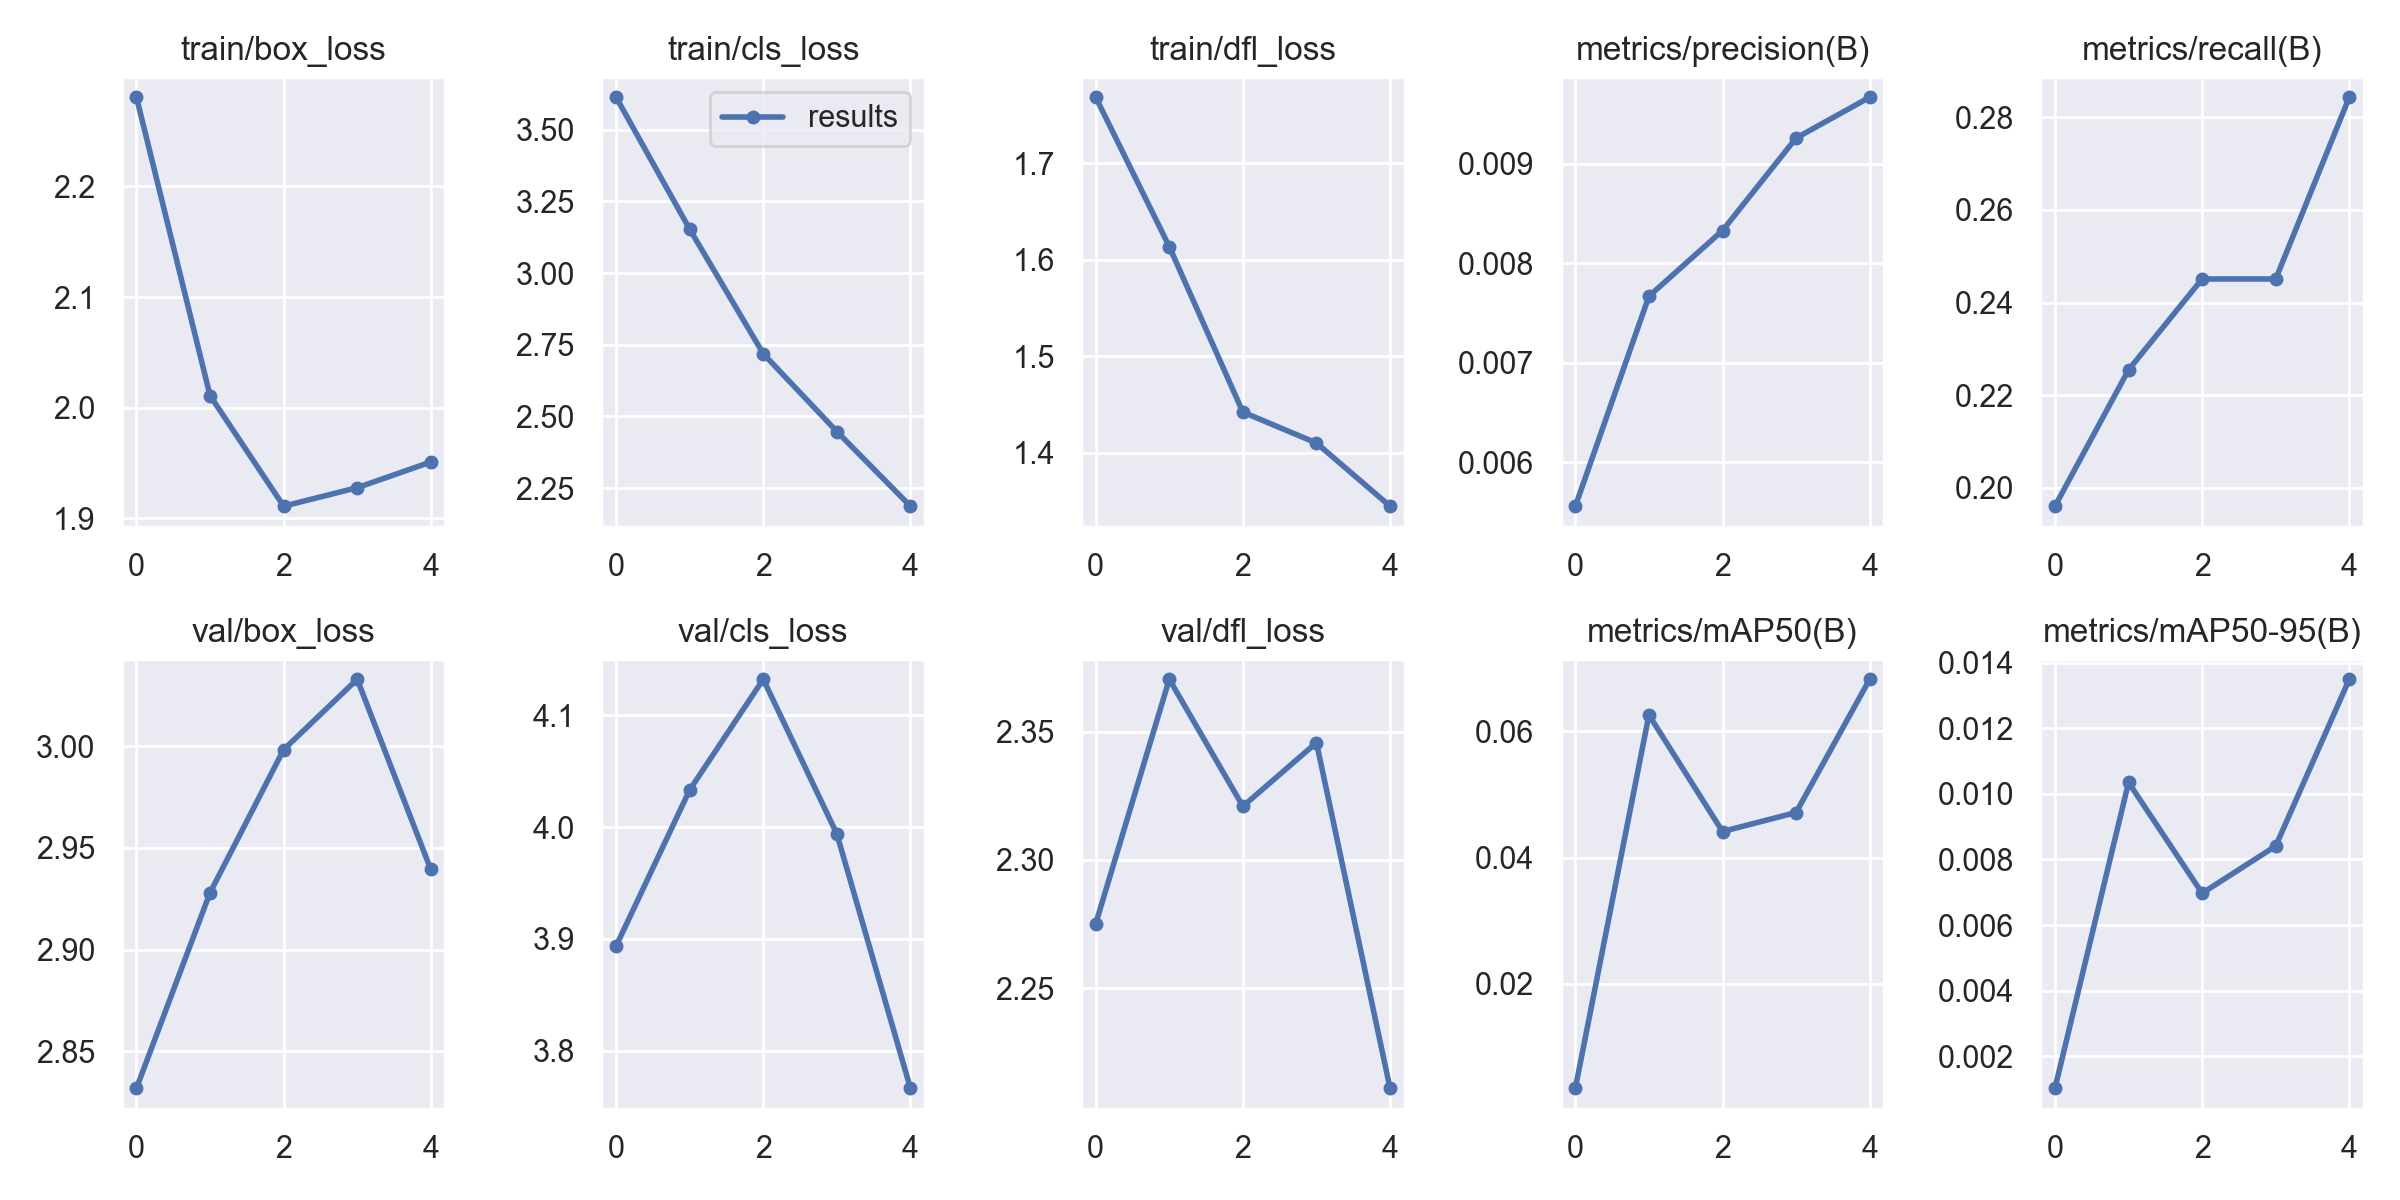 train/box_loss
train/cls_loss
train/dfl_loss
metrics/precision(B)
metrics/recall(B)
results
2.2
2.1
2.0
1.9
0 2 4
3.50
3.25
3.00
2.75
2.50
2.25
0 2 4
1.7
1.6
1.5
1.4
0 2 4
0.009
0.008
0.007
0.006
0 2 4
0.28
0.26
0.24
0.22
0.20
0 2 4
val/box_loss
val/cls_loss
val/dfl_loss
metrics/mAP50(B)
metrics/mAP50-95(B)
3.00
2.95
2.90
2.85
0 2 4
4.1
4.0
3.9
3.8
0 2 4
2.35
2.30
2.25
0 2 4
0.06
0.04
0.02
0 2 4
0.014
0.012
0.010
0.008
0.006
0.004
0.002
0 2 4